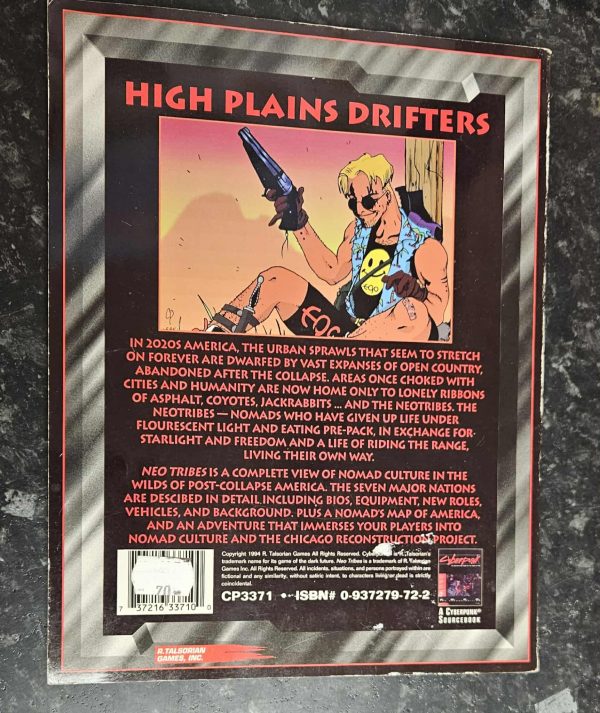 HIGH PLAINS DRIFTERS
EGO
EGO
IN 2020S AMERICA, THE URBAN SPRAWLS THAT SEEM TO STRETCH
ON FOREVER ARE DWARFED BY VAST EXPANSES OF OPEN COUNTRY,
ABANDONED AFTER THE COLLAPSE. AREAS ONCE CHOKED WITH
CITIES AND HUMANITY ARE NOW HOME ONLY TO LONELY RIBBONS
OF ASPHALT, COYOTES, JACKRABBITS ... AND THE NEOTRIBES. THE
NEOTRIBES — NOMADS WHO HAVE GIVEN UP LIFE UNDER
FLOURESCENT LIGHT AND EATING PRE-PACK, IN EXCHANGE FOR
STARLIGHT AND FREEDOM AND A LIFE OF RIDING THE RANGE,
LIVING THEIR OWN WAY.
NEO TRIBES IS A COMPLETE VIEW OF NOMAD CULTURE IN THE
WILDS OF POST-COLLAPSE AMERICA. THE SEVEN MAJOR NATIONS
ARE DESCIBED IN DETAIL INCLUDING BIOS, EQUIPMENT, NEW ROLES,
VEHICLES, AND BACKGROUND. PLUS A NOMAD'S MAP OF AMERICA,
AND AN ADVENTURE THAT IMMERSES YOUR PLAYERS INTO
NOMAD CULTURE AND THE CHICAGO RECONSTRUCTION PROJECT.
Copyright 1994 R. Talsorian Games All Rights Reserved. Cyberpunk is R. Talsorian's
trademark name for its game of the dark future. Neo Tribes is a trademark of R. Talsorian
Games Inc. All Rights Reserved. All incidents, situations, and persons portrayed within are
fictional and any similarity, without satiric intent, to characters living or dead is strictly
coincidental.
CP3371 ISBN# 0-937279-72-2
7 37216 33710 0
Cyberpunk
A CYBERPUNK®
SOURCEBOOK
R.TALSORIAN
GAMES, INC.